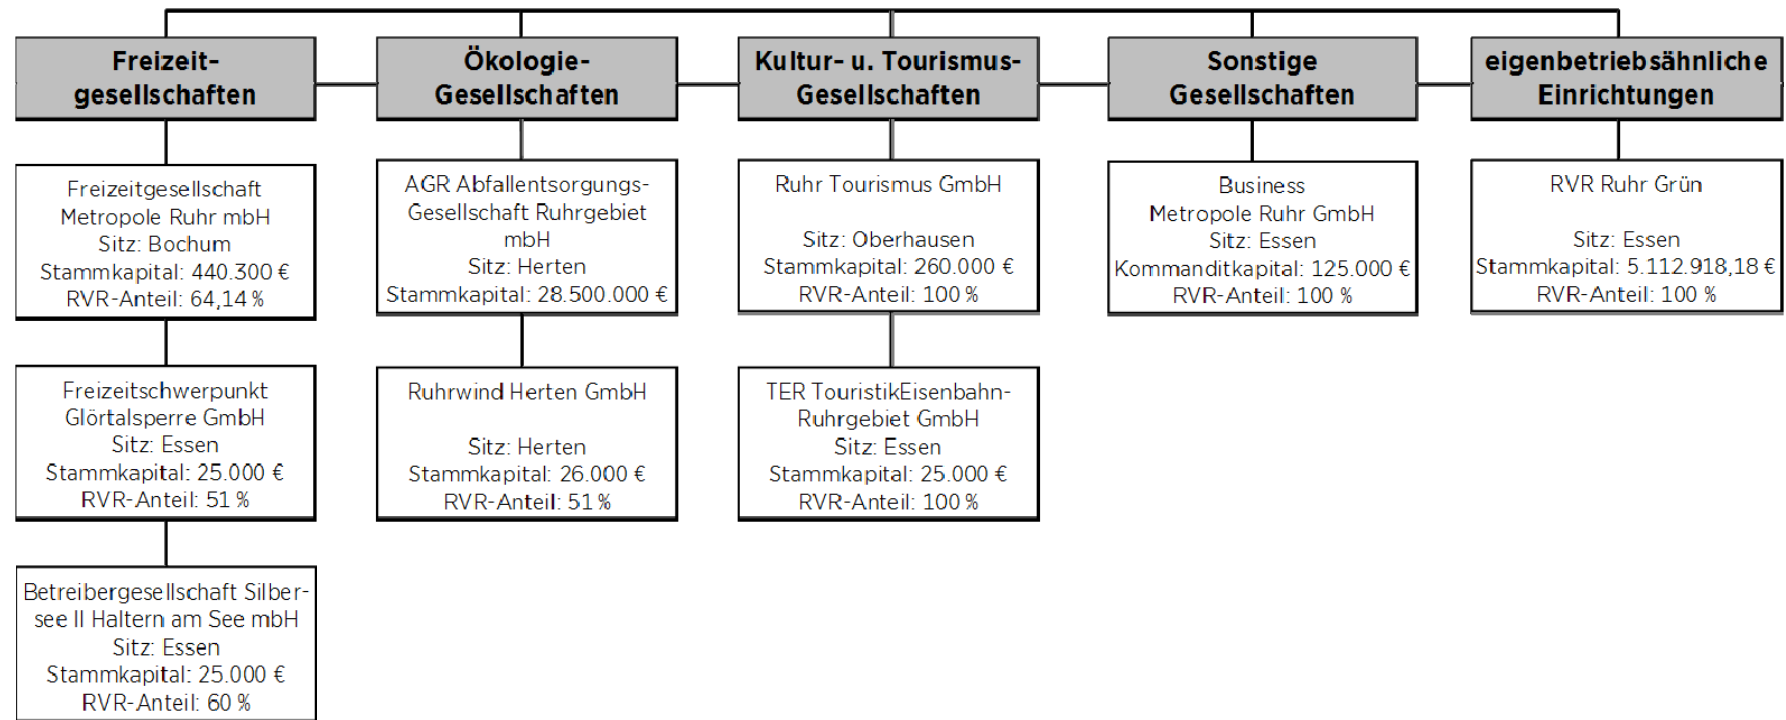 Freizeit-
gesellschaften
Ökologie-
Gesellschaften
Kultur- u. Tourismus-
Gesellschaften
Sonstige
Gesellschaften
eigenbetriebsähnliche
Einrichtungen
Freizeitgesellschaft
Metropole Ruhr mbH
Sitz: Bochum
Stammkapital: 440.300 €
RVR-Anteil: 64,14 %
AGR Abfallentsorgungs-
Gesellschaft Ruhrgebiet
mbH
Sitz: Herten
Stammkapital: 28.500.000 €
Ruhr Tourismus GmbH
Sitz: Oberhausen
Stammkapital: 260.000 €
RVR-Anteil: 100 %
Business
Metropole Ruhr GmbH
Sitz: Essen
Kommanditkapital: 125.000 €
RVR-Anteil: 100 %
RVR Ruhr Grün
Sitz: Essen
Stammkapital: 5.112.918,18 €
RVR-Anteil: 100 %
Freizeitschwerpunkt
Glörtalsperre GmbH
Sitz: Essen
Stammkapital: 25.000 €
RVR-Anteil: 51 %
Ruhrwind Herten GmbH
Sitz: Herten
Stammkapital: 26.000 €
RVR-Anteil: 51 %
TER TouristikEisenbahn-
Ruhrgebiet GmbH
Sitz: Essen
Stammkapital: 25.000 €
RVR-Anteil: 100 %
Betreibergesellschaft Silber-
see II Haltern am See mbH
Sitz: Essen
Stammkapital: 25.000 €
RVR-Anteil: 60 %